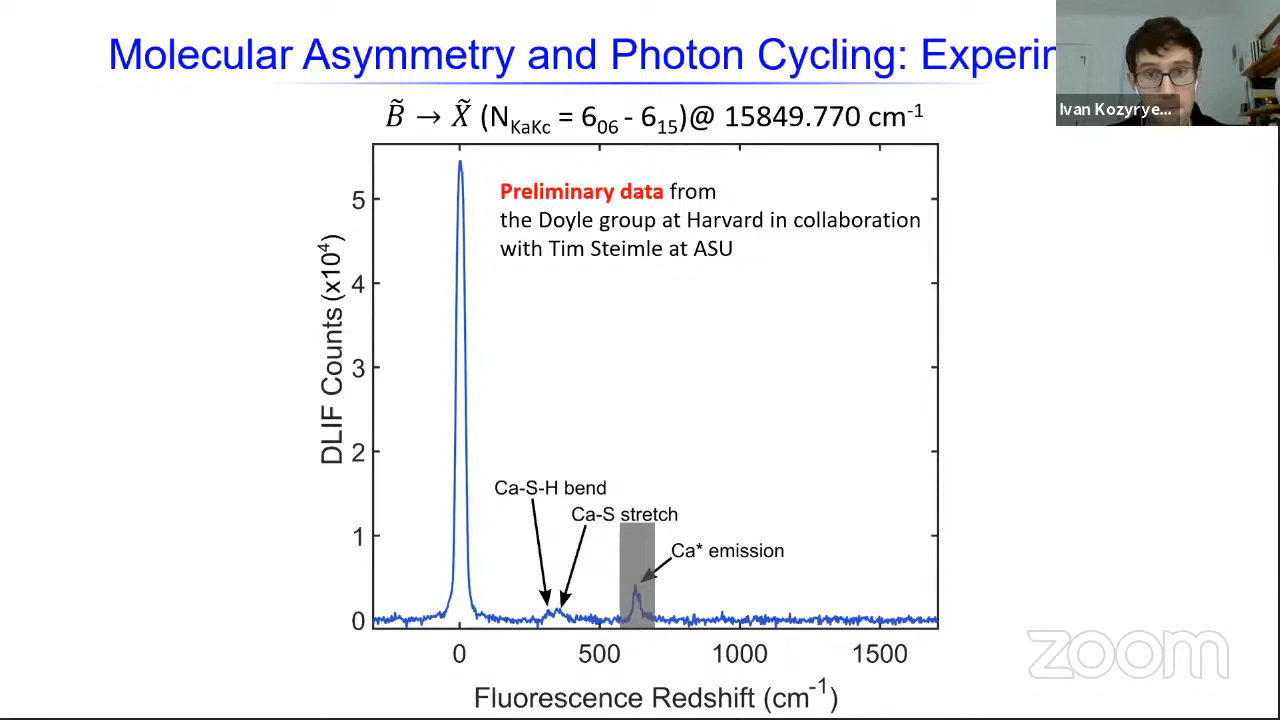 Molecular Asymmetry and Photon Cycling: Experim
Ivan Kozyrye...
B̃ → X̃ (N_KaKc = 6_06 - 6_15)@ 15849.770 cm⁻¹
Preliminary data from
the Doyle group at Harvard in collaboration
with Tim Steimle at ASU
DLIF Counts (x10⁴)
5
4
3
2
1
0
Ca-S-H bend
Ca-S stretch
Ca* emission
0 500 1000 1500
Fluorescence Redshift (cm⁻¹)
zoom